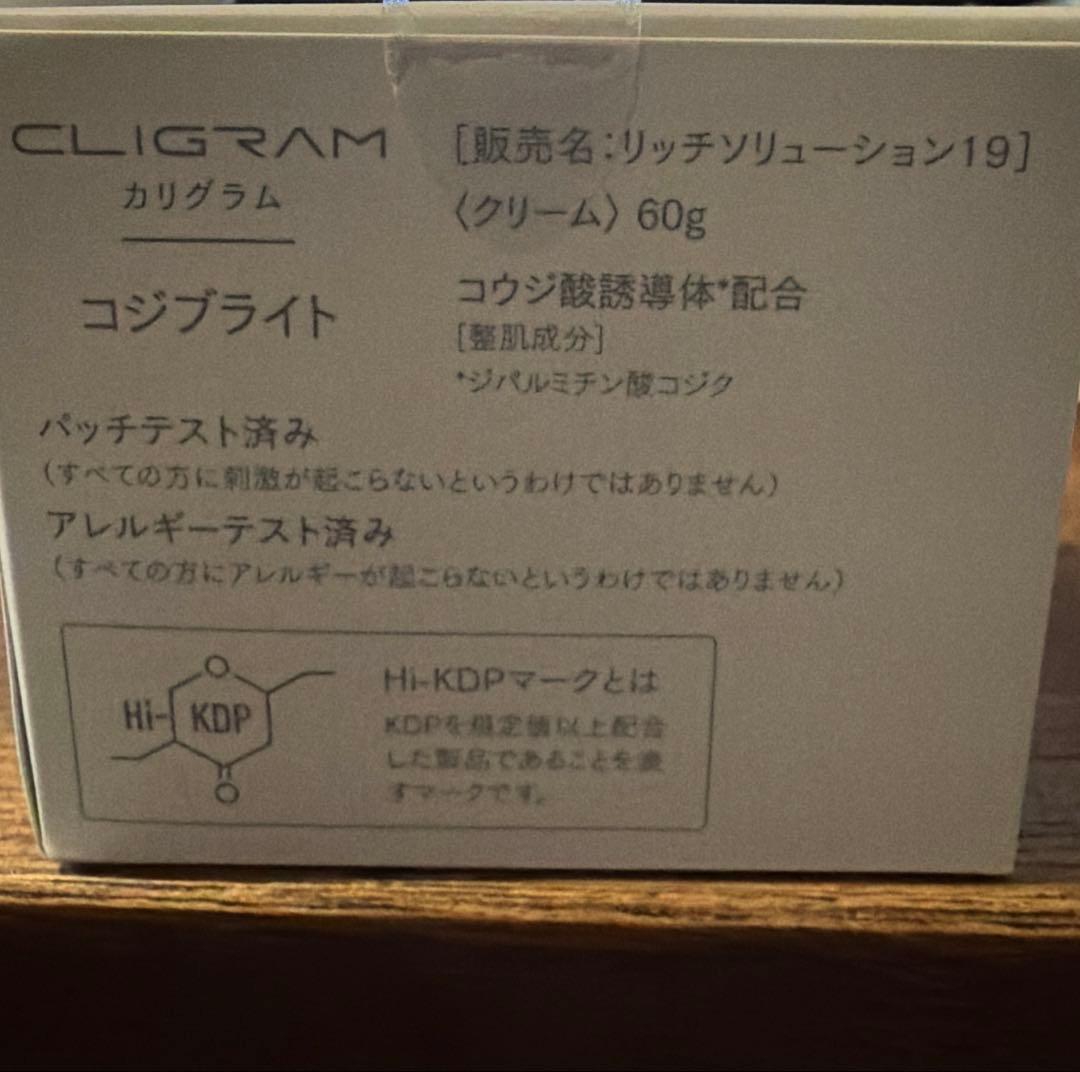 CLIGRAM
カリグラム
コジブライト
[販売名:リッチソリューション19]
〈クリーム〉60g
コウジ酸誘導体*配合
[整肌成分]
*ジパルミチン酸コジク
パッチテスト済み
(すべての方に刺激が起こらないというわけではありません)
アレルギーテスト済み
(すべての方にアレルギーが起こらないというわけではありません)
Hi-KDP
O
O
Hi-KDPマークとは
KDPを規定値以上配合
した製品であることを表
すマークです。